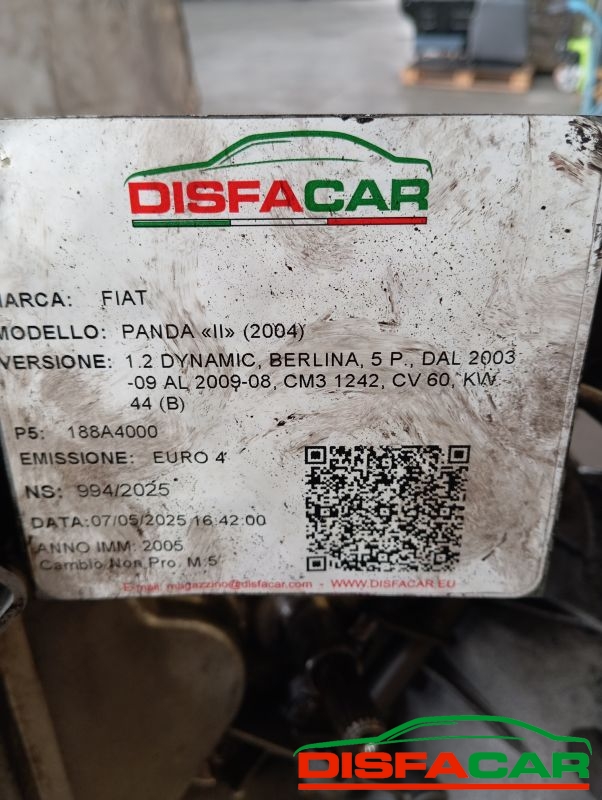 DISFACAR
MARCA: FIAT
MODELLO: PANDA «II» (2004)
VERSIONE: 1.2 DYNAMIC, BERLINA, 5 P., DAL 2003
-09 AL 2009-08, CM3 1242, CV 60, KW
44 (B)
P5: 188A4000
EMISSIONE: EURO 4
NS: 994/2025
DATA:07/05/2025 16:42:00
ANNO IMM: 2005
Cambio Non Pro. M.5
E-mail: magazzino@disfacar.com - WWW.DISFACAR.EU
DISFACAR